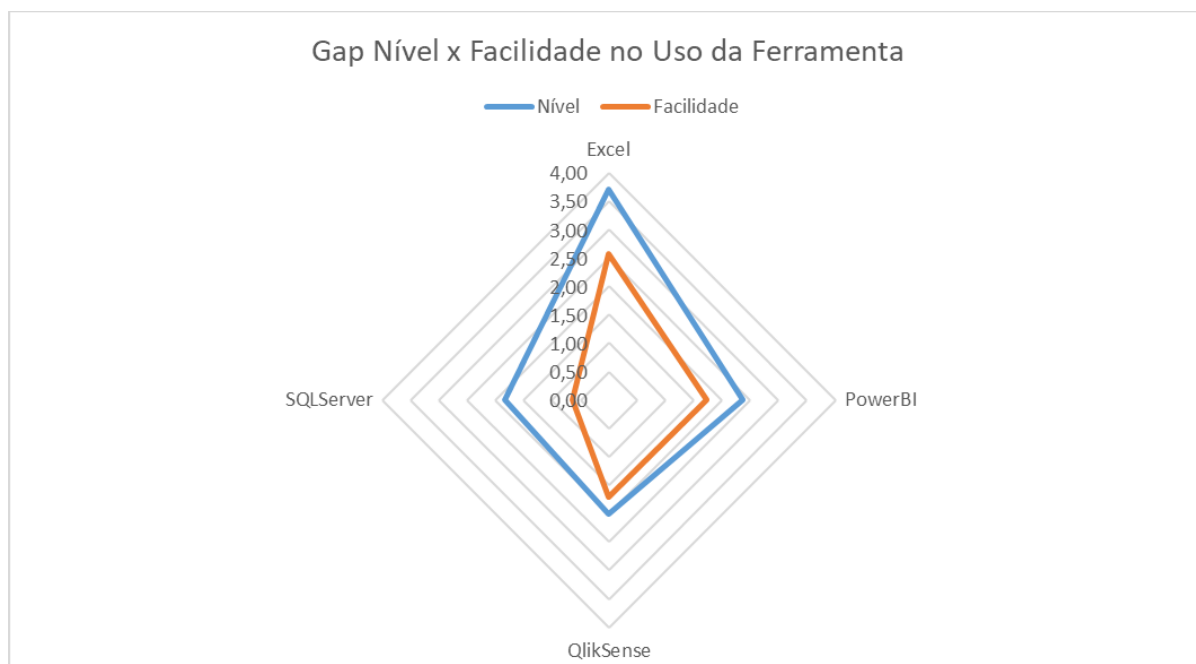 Gap Nível x Facilidade no Uso da Ferramenta
Nível Facilidade
Excel
4,00
3,50
3,00
2,50
2,00
1,50
1,00
0,50
0,00
SQLServer
PowerBI
QlikSense